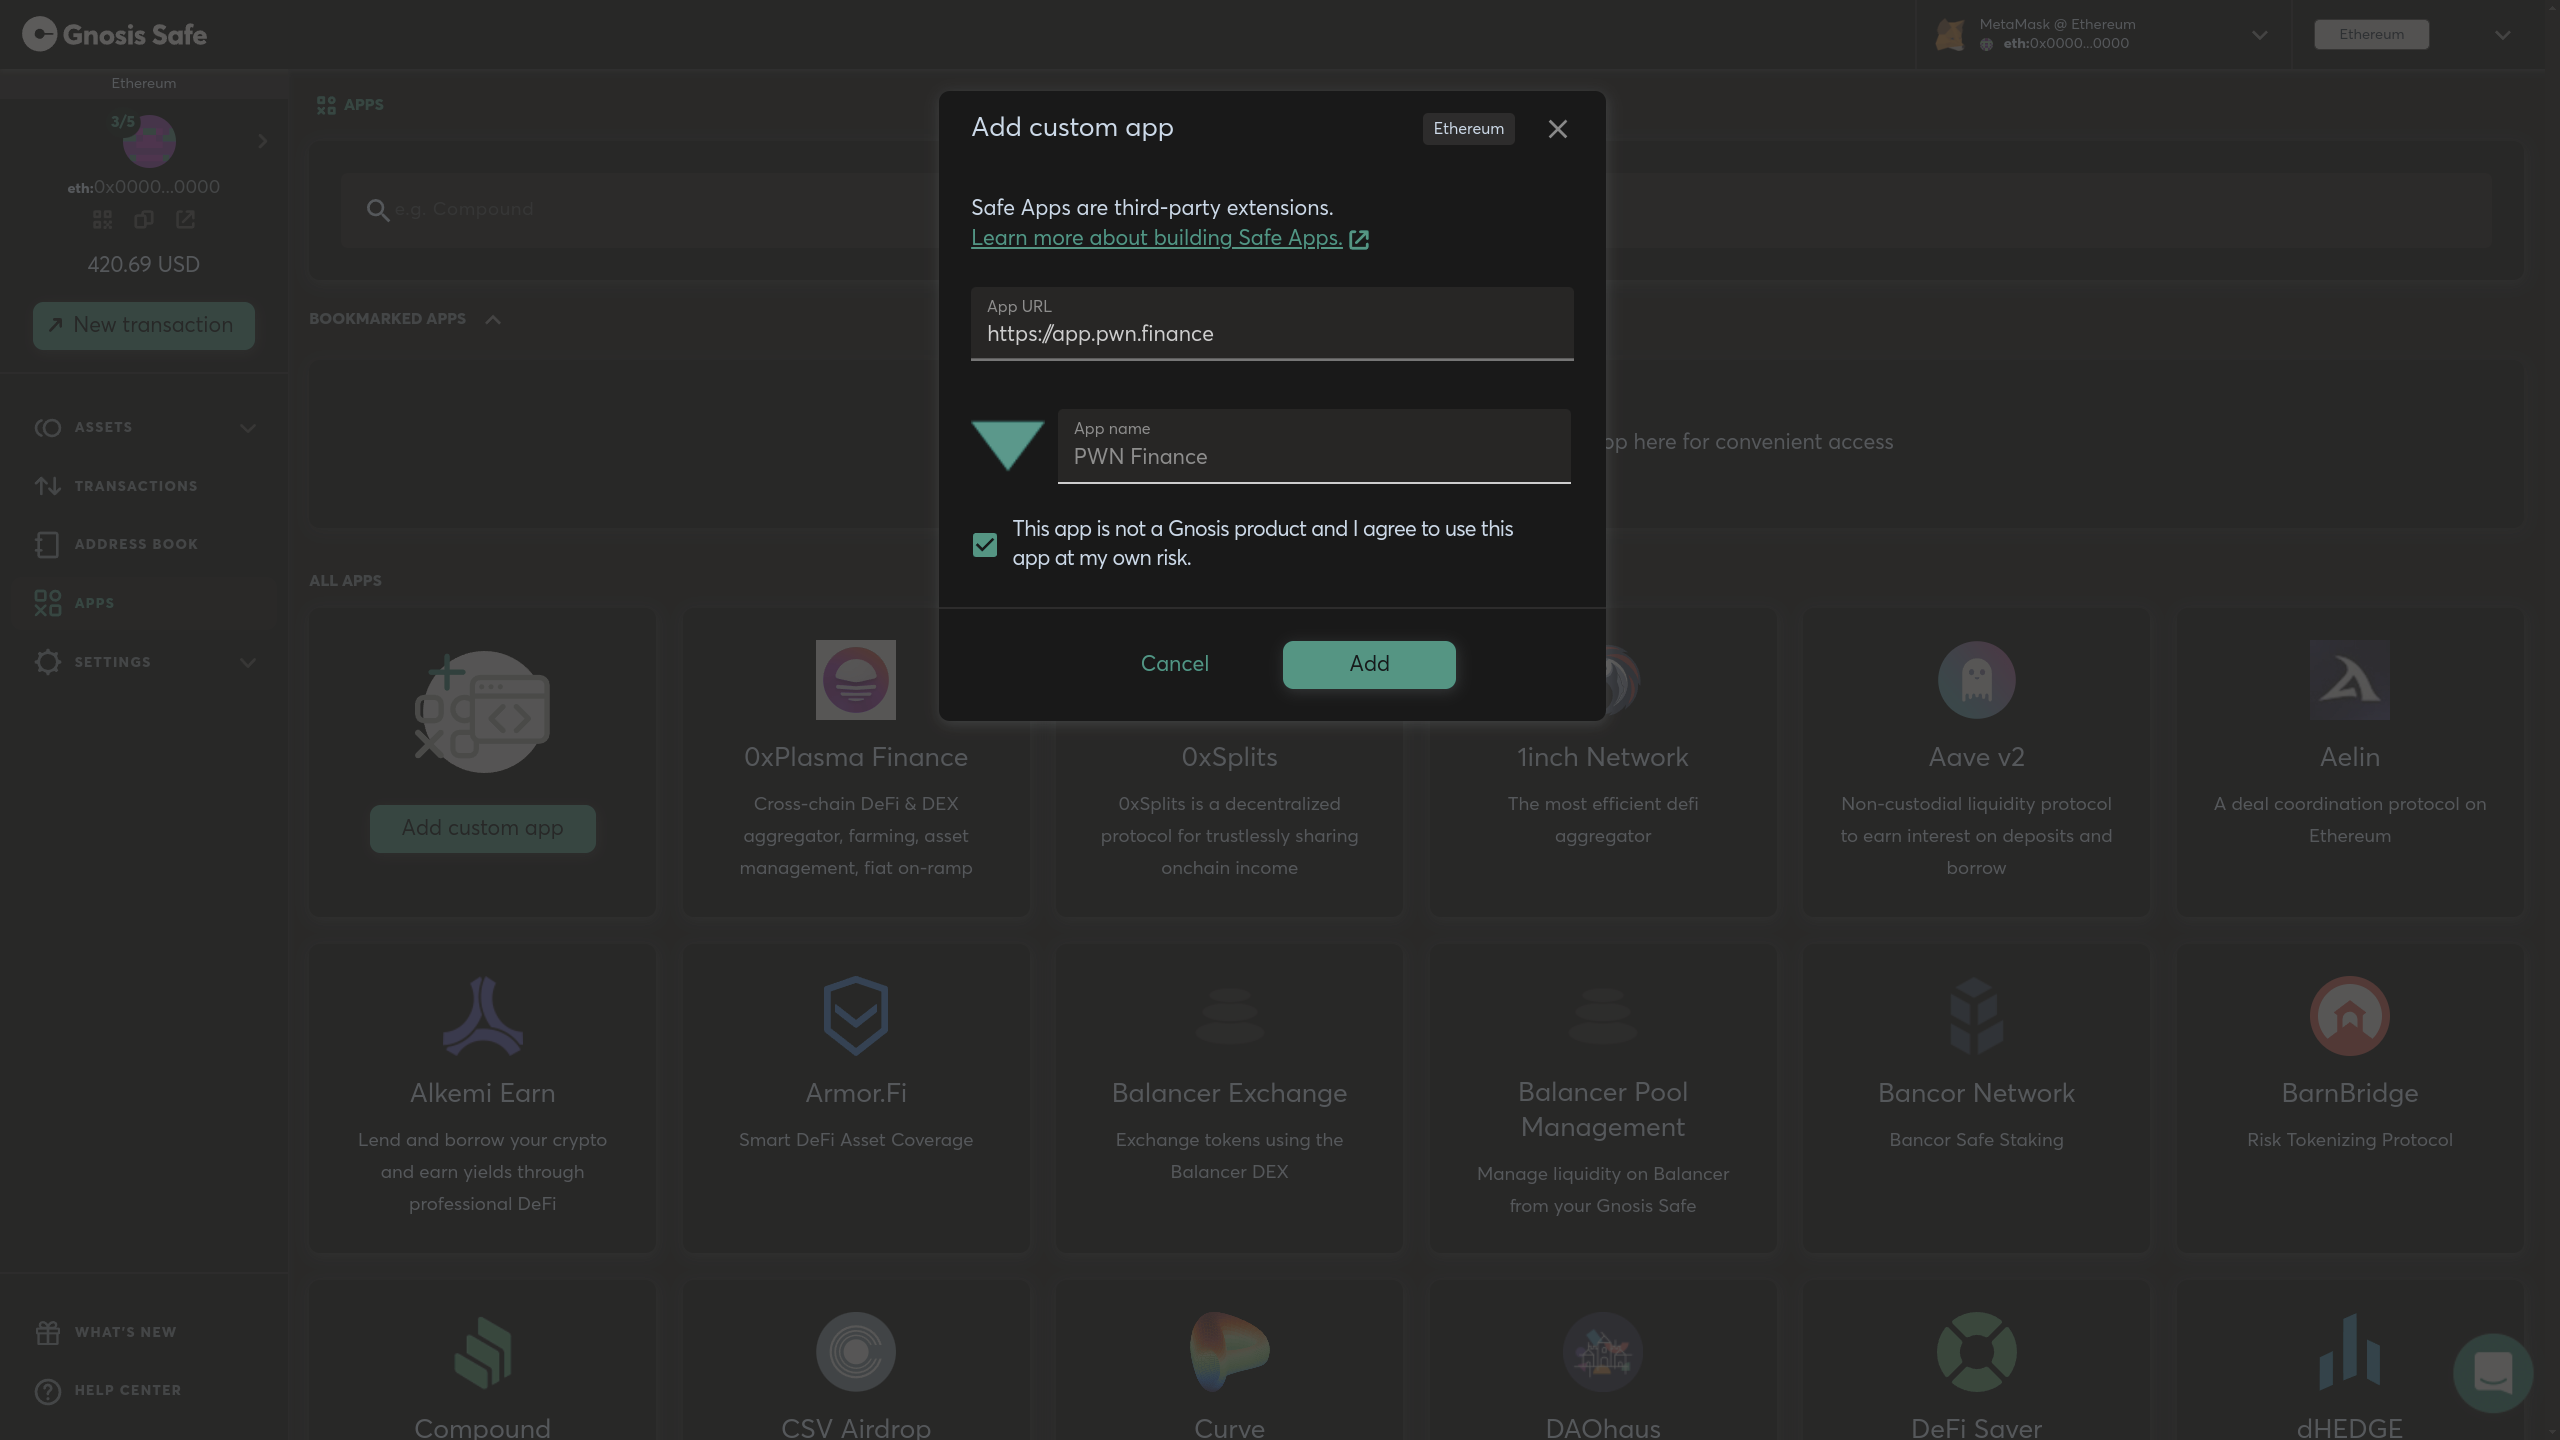 Gnosis Safe
MetaMask @ Ethereum
eth:0x0000...0000
Ethereum
Ethereum
3/5
eth:0x0000...0000
420.69 USD
New transaction
ASSETS
TRANSACTIONS
ADDRESS BOOK
APPS
SETTINGS
WHAT'S NEW
HELP CENTER
APPS
e.g. Compound
BOOKMARKED APPS
here for convenient access
Add custom app
Ethereum
Safe Apps are third-party extensions.
Learn more about building Safe Apps.
App URL
https://app.pwn.finance
App name
PWN Finance
This app is not a Gnosis product and I agree to use this
app at my own risk.
Cancel
Add
ALL APPS
Add custom app
0xPlasma Finance
Cross-chain DeFi & DEX
aggregator, farming, asset
management, fiat on-ramp
0xSplits
0xSplits is a decentralized
protocol for trustlessly sharing
onchain income
1inch Network
The most efficient defi
aggregator
Aave v2
Non-custodial liquidity protocol
to earn interest on deposits and
borrow
Aelin
A deal coordination protocol on
Ethereum
Alkemi Earn
Lend and borrow your crypto
and earn yields through
professional DeFi
Armor.Fi
Smart DeFi Asset Coverage
Balancer Exchange
Exchange tokens using the
Balancer DEX
Balancer Pool
Management
Manage liquidity on Balancer
from your Gnosis Safe
Bancor Network
Bancor Safe Staking
BarnBridge
Risk Tokenizing Protocol
Compound
CSV Airdrop
Curve
DAOhaus
DeFi Saver
dHEDGE